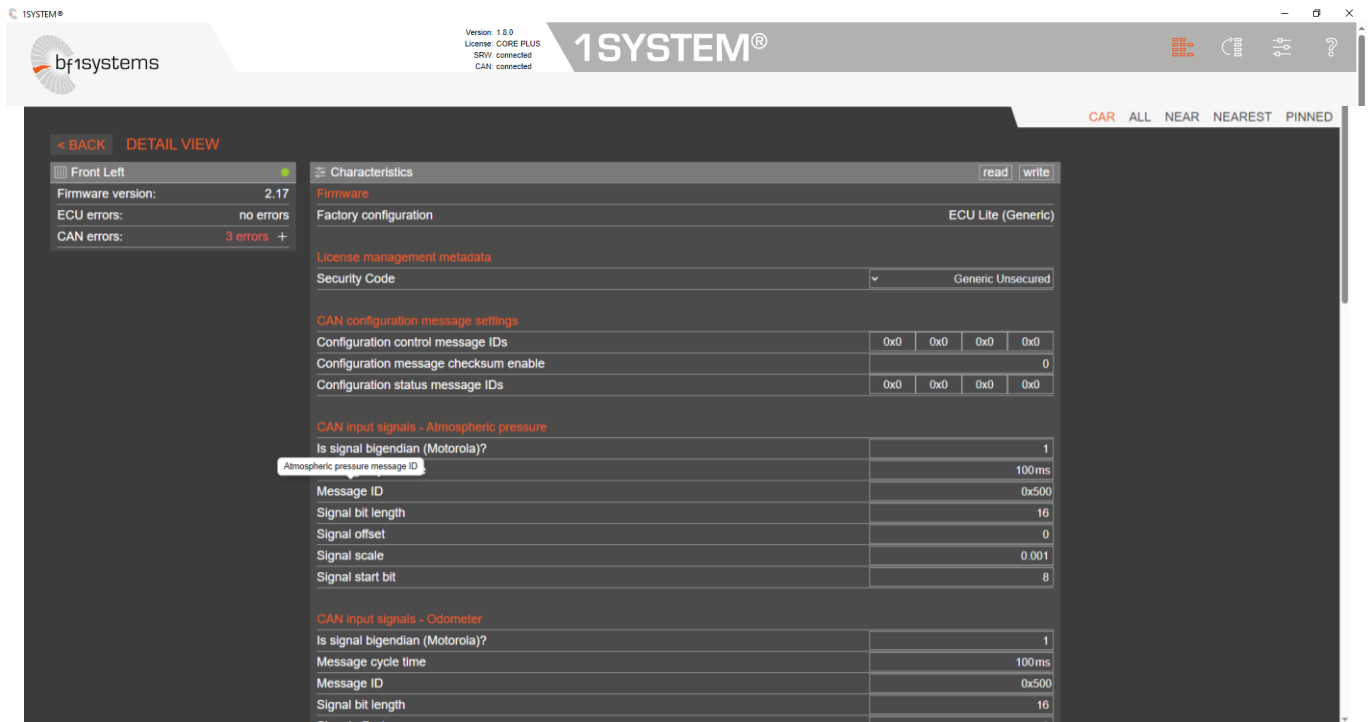 1SYSTEM®
bf1systems
Version: 1.8.0
License: CORE PLUS
SRW: connected
CAN: connected
1SYSTEM®
CAR ALL NEAR NEAREST PINNED
< BACK DETAIL VIEW
Front Left
Firmware version: 2.17
ECU errors: no errors
CAN errors: 3 errors +
Characteristics read write
Firmware
Factory configuration ECU Lite (Generic)
License management metadata
Security Code Generic Unsecured
CAN configuration message settings
Configuration control message IDs 0x0 0x0 0x0 0x0
Configuration message checksum enable 0
Configuration status message IDs 0x0 0x0 0x0 0x0
CAN input signals - Atmospheric pressure
Is signal bigendian (Motorola)? 1
Atmospheric pressure message ID
100ms
Message ID 0x500
Signal bit length 16
Signal offset 0
Signal scale 0.001
Signal start bit 8
CAN input signals - Odometer
Is signal bigendian (Motorola)? 1
Message cycle time 100ms
Message ID 0x500
Signal bit length 16